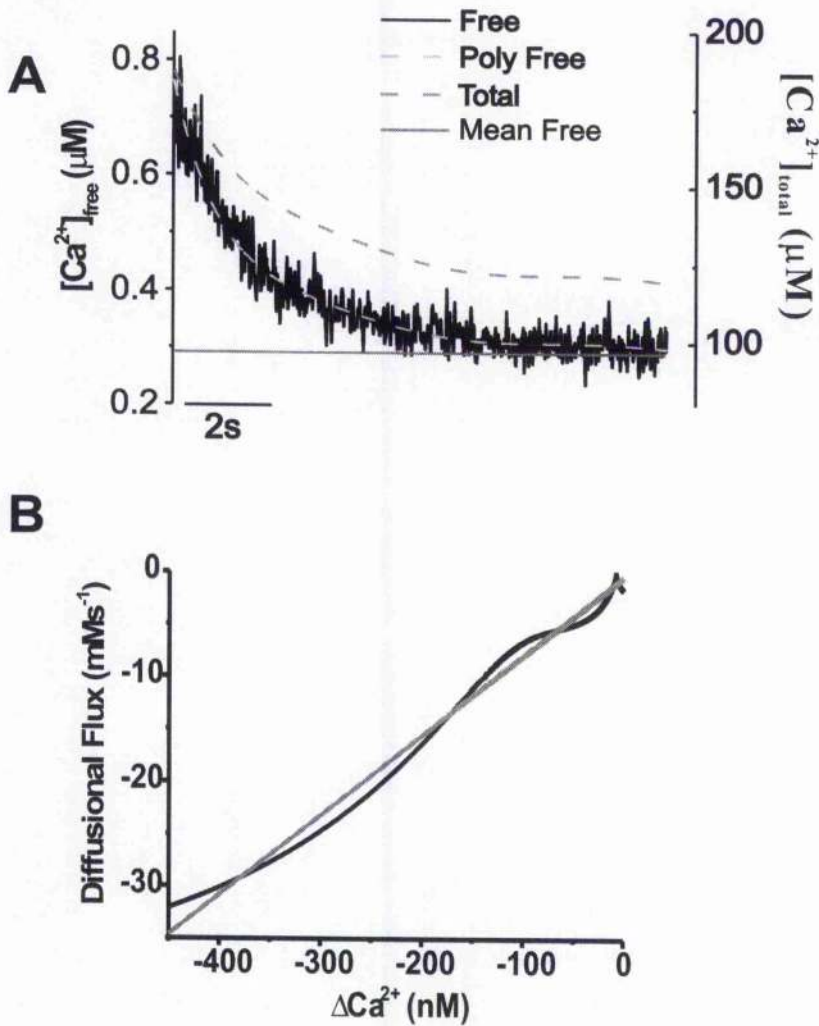 A
Free
Poly Free
Total
Mean Free
[Ca²⁺]free (μM)
0.8
0.6
0.4
0.2
2s
200
150
100
[Ca²⁺]total (μM)
B
Diffusional Flux (mMs⁻¹)
0
-10
-20
-30
-400
-300
-200
-100
0
ΔCa²⁺ (nM)